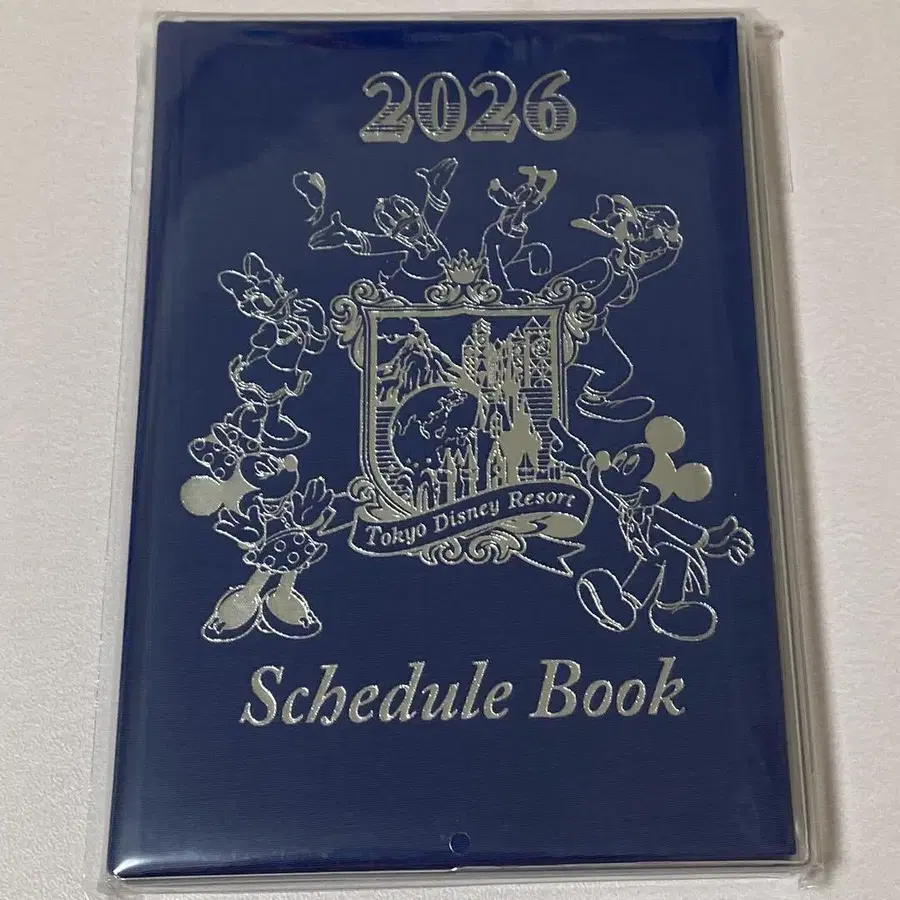 2026
Tokyo Disney Resort
Schedule Book